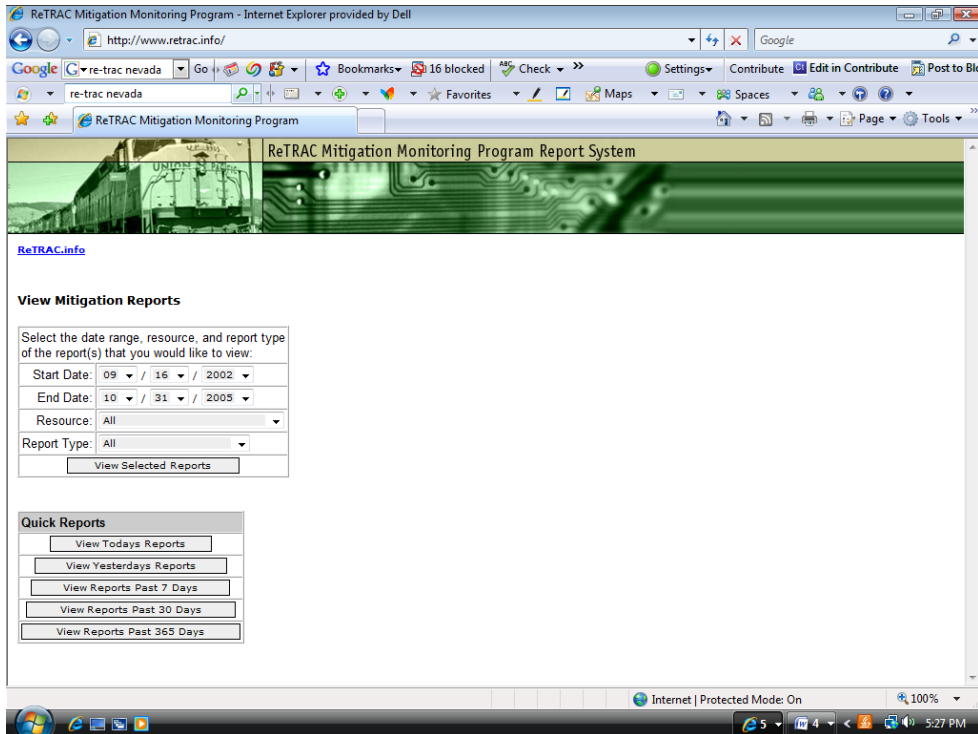 ReTRAC Mitigation Monitoring Program - Internet Explorer provided by Dell
http://www.retrac.info/
Google
Google G re-trac nevada Go Bookmarks 16 blocked ABC Check >> Settings Contribute Ct Edit in Contribute Post to Blo
re-trac nevada Favorites Maps Spaces
ReTRAC Mitigation Monitoring Program Page Tools >>
UNION PACIFIC
ReTRAC Mitigation Monitoring Program Report System
ReTRAC.info
View Mitigation Reports
Select the date range, resource, and report type
of the report(s) that you would like to view:
Start Date: 09 / 16 / 2002
End Date: 10 / 31 / 2005
Resource: All
Report Type: All
View Selected Reports
Quick Reports
View Todays Reports
View Yesterdays Reports
View Reports Past 7 Days
View Reports Past 30 Days
View Reports Past 365 Days
Internet | Protected Mode: On 100%
5 4 < 5:27 PM